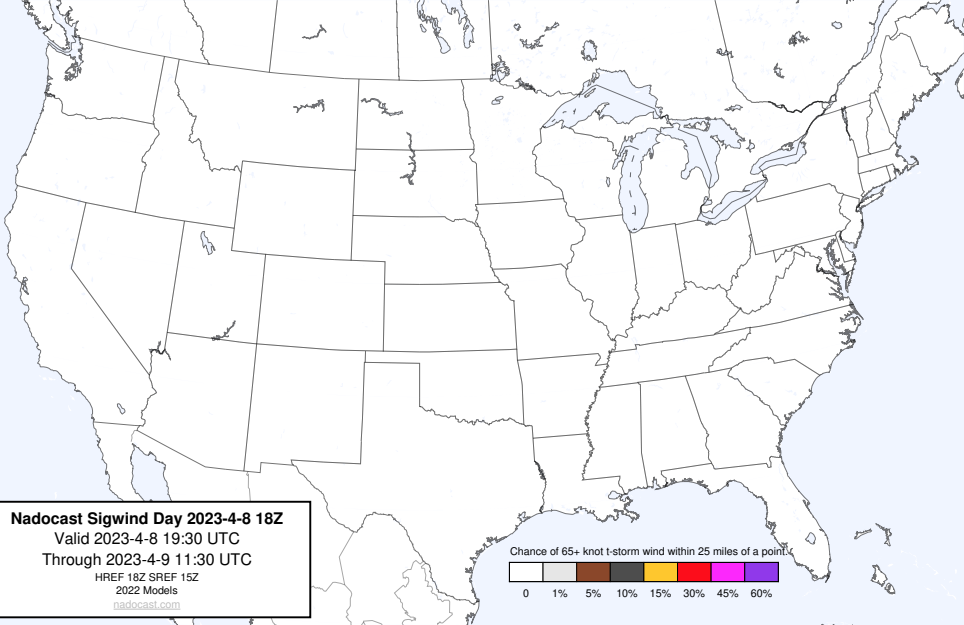 Nadocast Sigwind Day 2023-4-8 18Z
Valid 2023-4-8 19:30 UTC
Through 2023-4-9 11:30 UTC
HREF 18Z SREF 15Z
2022 Models
nadocast.com
Chance of 65+ knot t-storm wind within 25 miles of a point.
0 1% 5% 10% 15% 30% 45% 60%